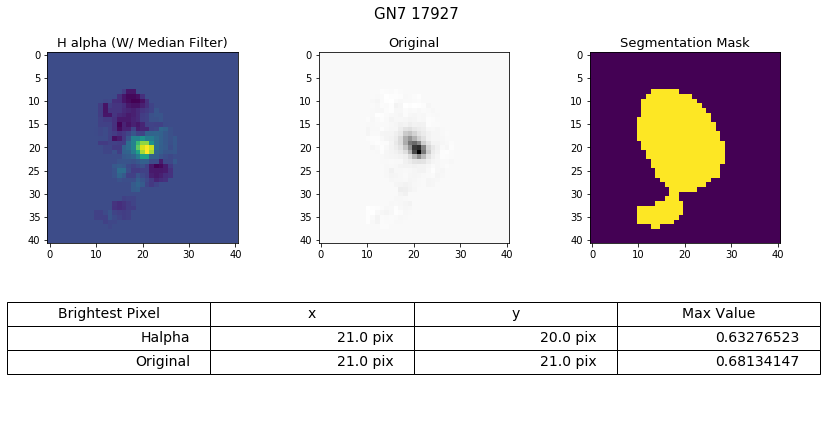 GN7 17927
H alpha (W/ Median Filter)
Original
Segmentation Mask
0
5
10
15
20
25
30
35
40
0 10 20 30 40
0
5
10
15
20
25
30
35
40
0 10 20 30 40
0
5
10
15
20
25
30
35
40
0 10 20 30 40
Brightest Pixel x y Max Value
Halpha 21.0 pix 20.0 pix 0.63276523
Original 21.0 pix 21.0 pix 0.68134147